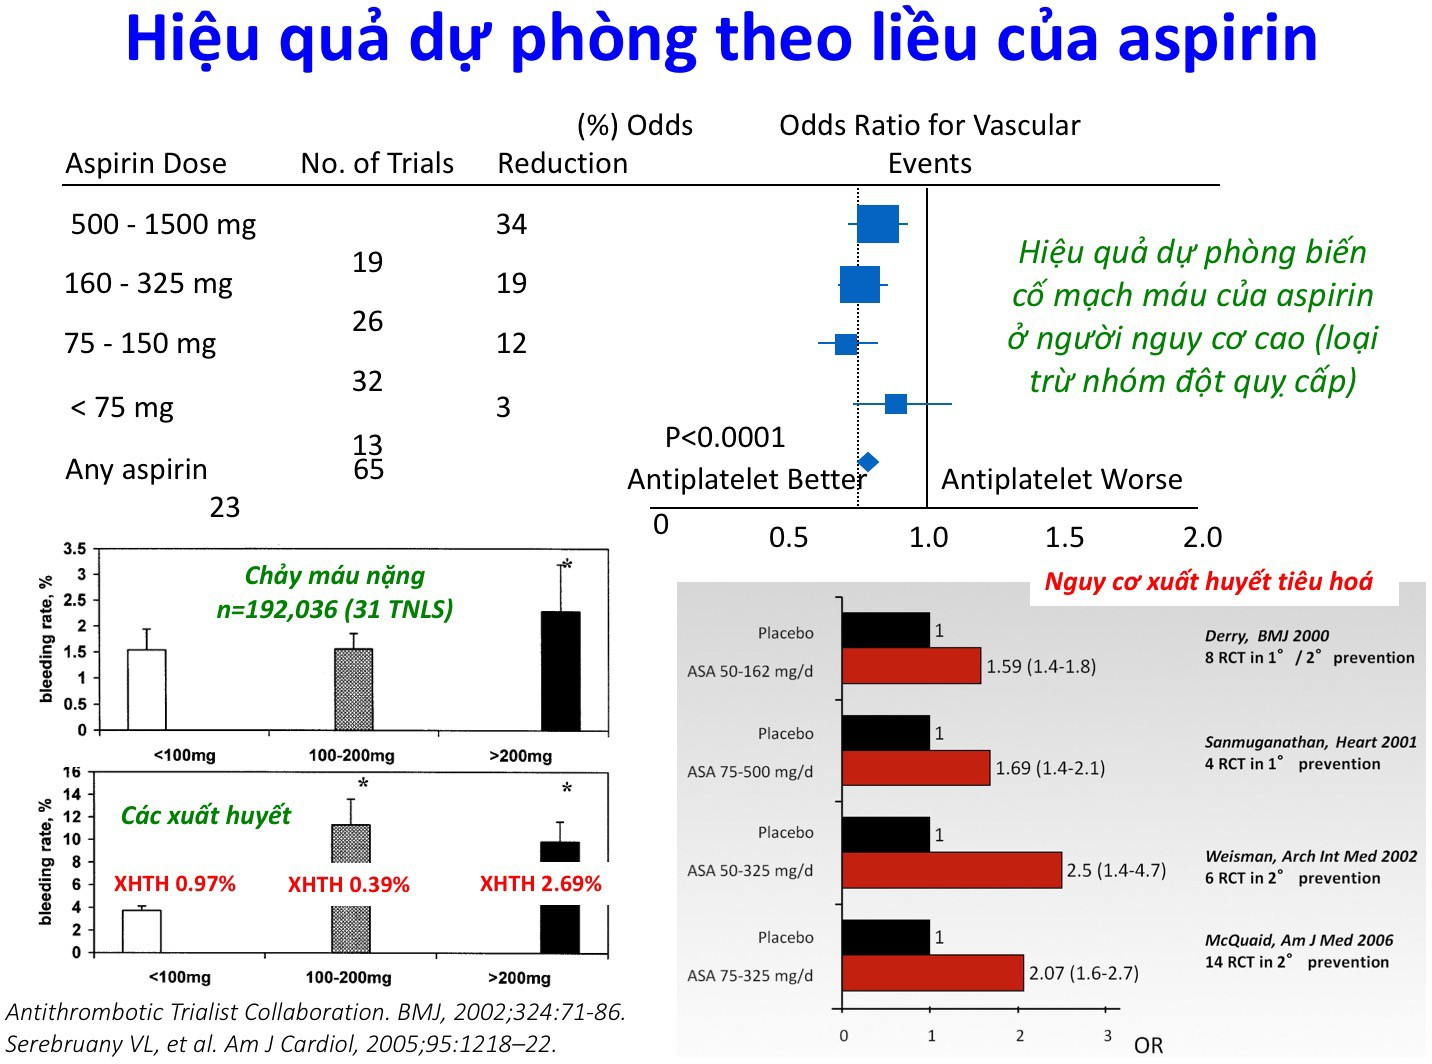 Hiệu quả dự phòng theo liều của aspirin
(%) Odds Odds Ratio for Vascular
Aspirin Dose No. of Trials Reduction Events
500 - 1500 mg 34
19
160 - 325 mg 19
26
75 - 150 mg 12
32
< 75 mg 3
13
Any aspirin 65
23
P<0.0001
Antiplatelet Better Antiplatelet Worse
0 0.5 1.0 1.5 2.0
Hiệu quả dự phòng biến
cố mạch máu của aspirin
ở người nguy cơ cao (loại
trừ nhóm đột quỵ cấp)
Chảy máu nặng
n=192,036 (31 TNLS)
bleeding rate, %
3.5
3
2.5
2
1.5
1
0.5
0
*
<100mg 100-200mg >200mg
Các xuất huyết
bleeding rate, %
16
14
12
10
8
6
4
2
0
* *
XHTH 0.97% XHTH 0.39% XHTH 2.69%
<100mg 100-200mg >200mg
Nguy cơ xuất huyết tiêu hoá
Placebo 1
ASA 50-162 mg/d 1.59 (1.4-1.8)
Derry, BMJ 2000
8 RCT in 1° / 2° prevention
Placebo 1
ASA 75-500 mg/d 1.69 (1.4-2.1)
Sanmuganathan, Heart 2001
4 RCT in 1° prevention
Placebo 1
ASA 50-325 mg/d 2.5 (1.4-4.7)
Weisman, Arch Int Med 2002
6 RCT in 2° prevention
Placebo 1
ASA 75-325 mg/d 2.07 (1.6-2.7)
McQuaid, Am J Med 2006
14 RCT in 2° prevention
0 1 2 3 OR
Antithrombotic Trialist Collaboration. BMJ, 2002;324:71-86.
Serebruany VL, et al. Am J Cardiol, 2005;95:1218–22.